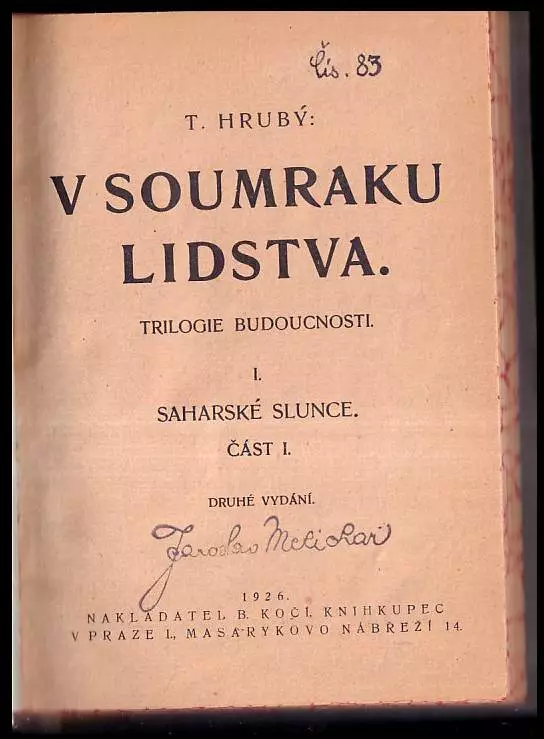 čís. 83
T. HRUBÝ:
V SOUMRAKU
LIDSTVA.
TRILOGIE BUDOUCNOSTI.
I.
SAHARSKÉ SLUNCE.
ČÁST I.
DRUHÉ VYDÁNÍ.
Jaroslav
1926.
NAKLADATEL B. KOČÍ, KNIHKUPEC
V PRAZE I., MASARYKOVO NÁBŘEŽÍ 14.